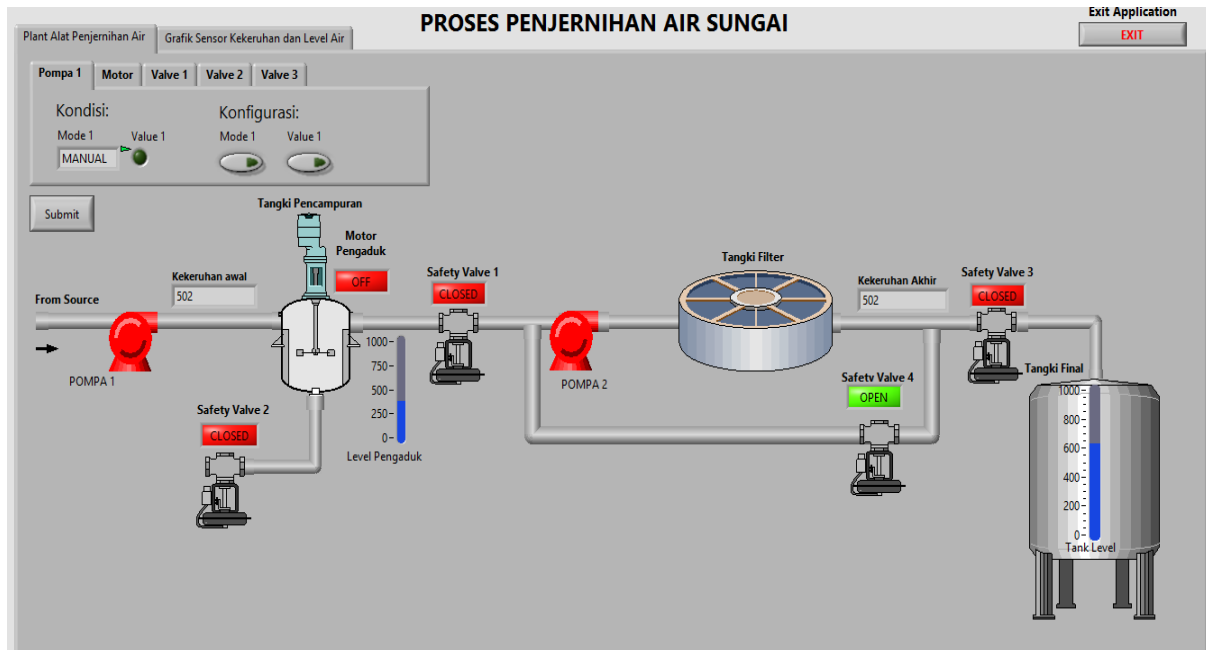 PROSES PENJERNIHAN AIR SUNGAI
Exit Application
EXIT
Plant Alat Penjernihan Air
Grafik Sensor Kekeruhan dan Level Air
Pompa 1
Motor
Valve 1
Valve 2
Valve 3
Kondisi:
Konfigurasi:
Mode 1
Value 1
Mode 1
Value 1
MANUAL
Submit
Tangki Pencampuran
Motor
Pengaduk
OFF
Kekeruhan awal
502
From Source
POMPA 1
Safety Valve 1
CLOSED
1000
750
500
250
0
Level Pengaduk
Safety Valve 2
CLOSED
POMPA 2
Tangki Filter
Kekeruhan Akhir
502
Safety Valve 3
CLOSED
Safety Valve 4
OPEN
Tangki Final
1000
800
600
400
200
0
Tank Level